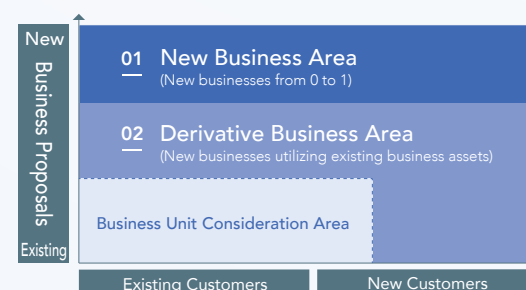 New
Business Proposals
Existing
01 New Business Area
(New businesses from 0 to 1)
02 Derivative Business Area
(New businesses utilizing existing business assets)
Business Unit Consideration Area
Existing Customers
New Customers